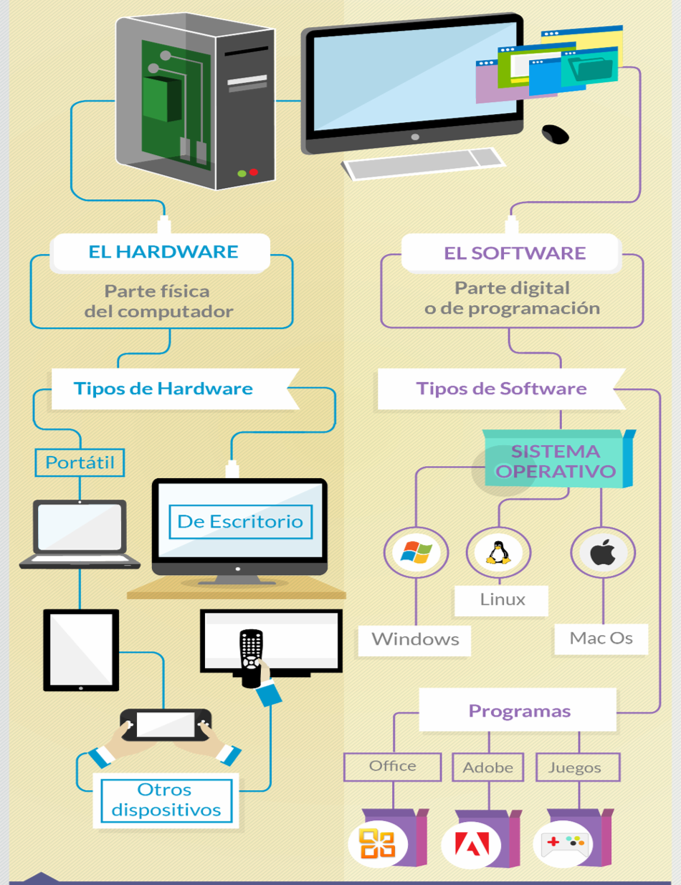 EL HARDWARE
Parte física
del computador
Tipos de Hardware
Portátil
De Escritorio
Otros
dispositivos
EL SOFTWARE
Parte digital
o de programación
Tipos de Software
SISTEMA
OPERATIVO
Windows
Linux
Mac Os
Programas
Office
Adobe
Juegos